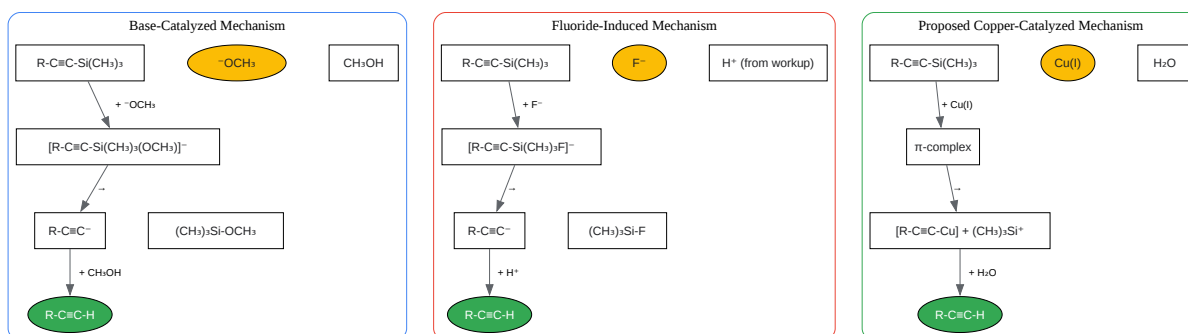 Base-Catalyzed Mechanism
R-C≡C-Si(CH₃)₃
⁻OCH₃
CH₃OH
+ ⁻OCH₃
[R-C≡C-Si(CH₃)₃(OCH₃)]⁻
→
R-C≡C⁻
(CH₃)₃Si-OCH₃
+ CH₃OH
R-C≡C-H
Fluoride-Induced Mechanism
R-C≡C-Si(CH₃)₃
F⁻
H⁺ (from workup)
+ F⁻
[R-C≡C-Si(CH₃)₃F]⁻
→
R-C≡C⁻
(CH₃)₃Si-F
+ H⁺
R-C≡C-H
Proposed Copper-Catalyzed Mechanism
R-C≡C-Si(CH₃)₃
Cu(I)
H₂O
+ Cu(I)
π-complex
→
[R-C≡C-Cu] + (CH₃)₃Si⁺
+ H₂O
R-C≡C-H